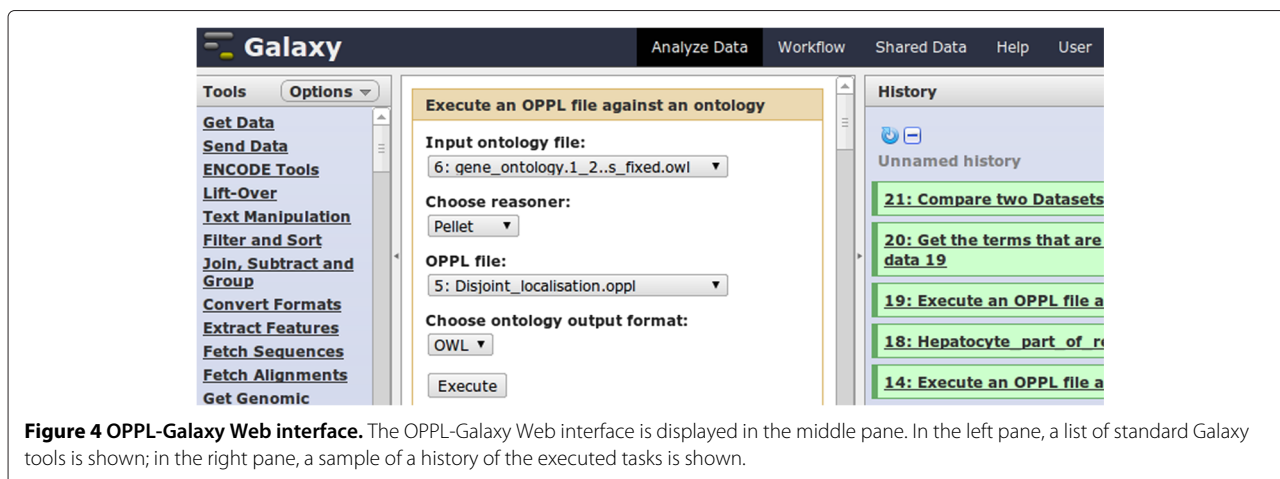 Galaxy
Analyze Data Workflow Shared Data Help User
Tools Options
Get Data
Send Data
ENCODE Tools
Lift-Over
Text Manipulation
Filter and Sort
Join, Subtract and
Group
Convert Formats
Extract Features
Fetch Sequences
Fetch Alignments
Get Genomic
Execute an OPPL file against an ontology
Input ontology file:
6: gene_ontology.1_2..s_fixed.owl
Choose reasoner:
Pellet
OPPL file:
5: Disjoint_localisation.oppl
Choose ontology output format:
OWL
Execute
History
Unnamed history
21: Compare two Datasets
20: Get the terms that are
data 19
19: Execute an OPPL file a
18: Hepatocyte_part_of_re
14: Execute an OPPL file a
Figure 4 OPPL-Galaxy Web interface. The OPPL-Galaxy Web interface is displayed in the middle pane. In the left pane, a list of standard Galaxy
tools is shown; in the right pane, a sample of a history of the executed tasks is shown.